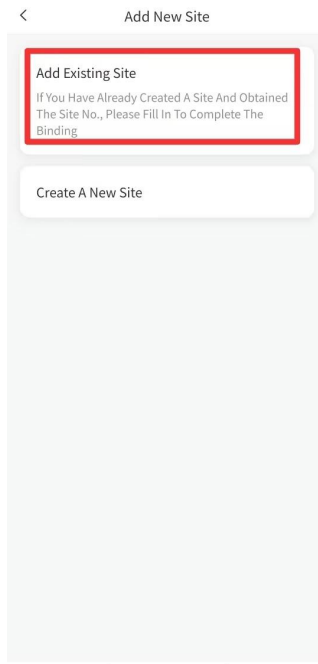 Add New Site
Add Existing Site
If You Have Already Created A Site And Obtained
The Site No., Please Fill In To Complete The
Binding
Create A New Site